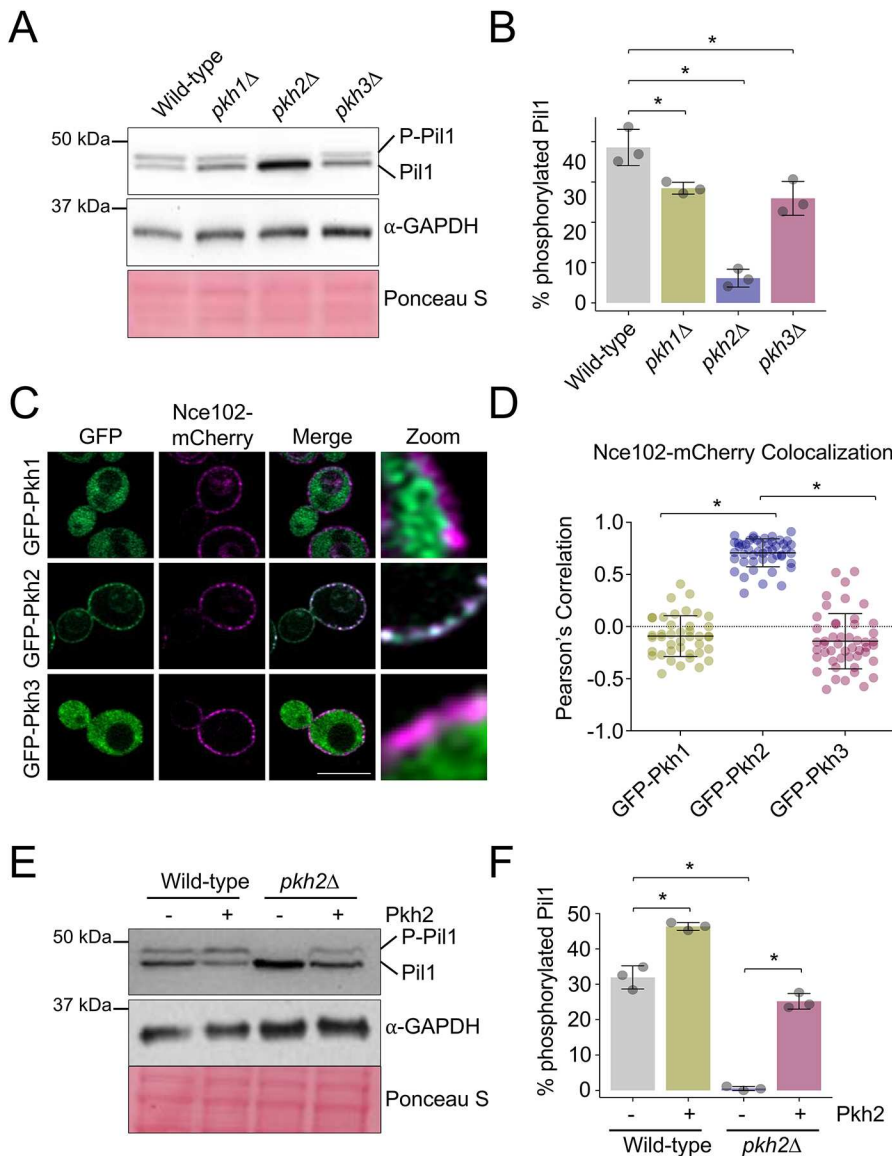 A
Wild-type
pkh1Δ
pkh2Δ
pkh3Δ
50 kDa
P-Pil1
Pil1
37 kDa
α-GAPDH
Ponceau S
B
*
*
*
% phosphorylated Pil1
40
30
20
10
0
Wild-type
pkh1Δ
pkh2Δ
pkh3Δ
C
GFP
Nce102-
mCherry
Merge
Zoom
GFP-Pkh1
GFP-Pkh2
GFP-Pkh3
D
Nce102-mCherry Colocalization
*
*
Pearson's Correlation
1.0
0.5
0.0
-0.5
-1.0
GFP-Pkh1
GFP-Pkh2
GFP-Pkh3
E
Wild-type
pkh2Δ
- + - + Pkh2
50 kDa
P-Pil1
Pil1
37 kDa
α-GAPDH
Ponceau S
F
*
*
*
% phosphorylated Pil1
50
40
30
20
10
0
- + - + Pkh2
Wild-type
pkh2Δ